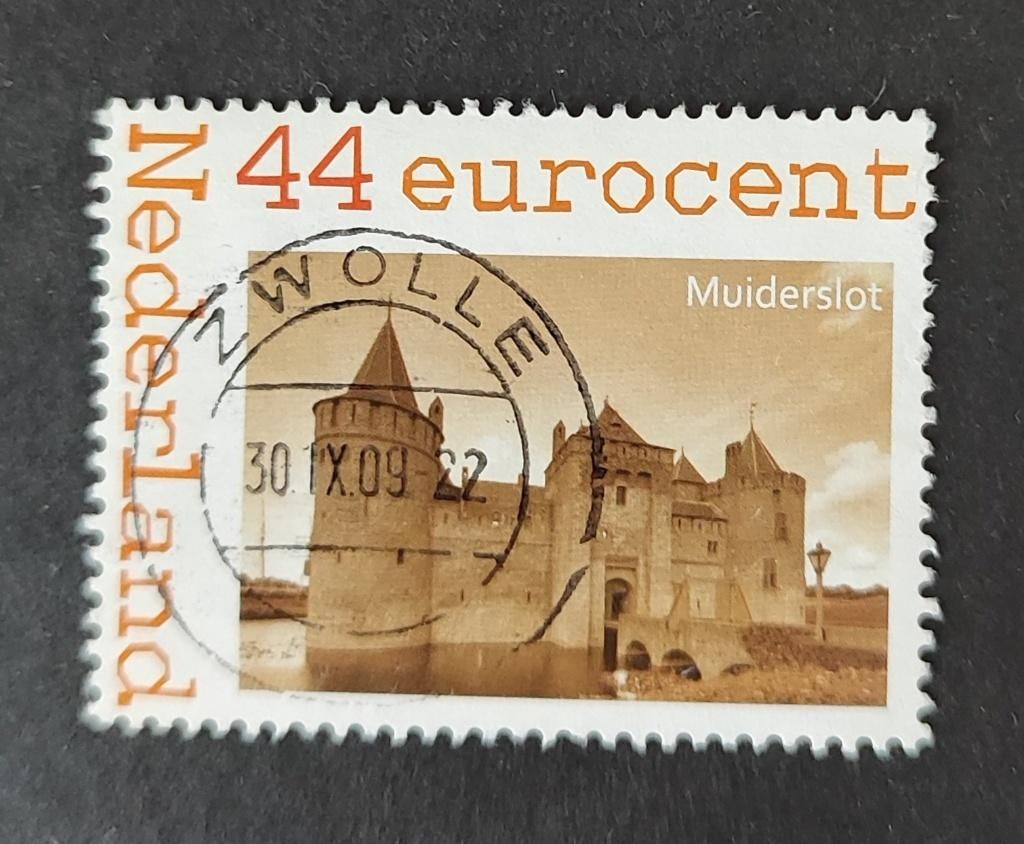 44 eurocent
Nederland
Muiderslot
ZWOLLE
30.IX.09 22